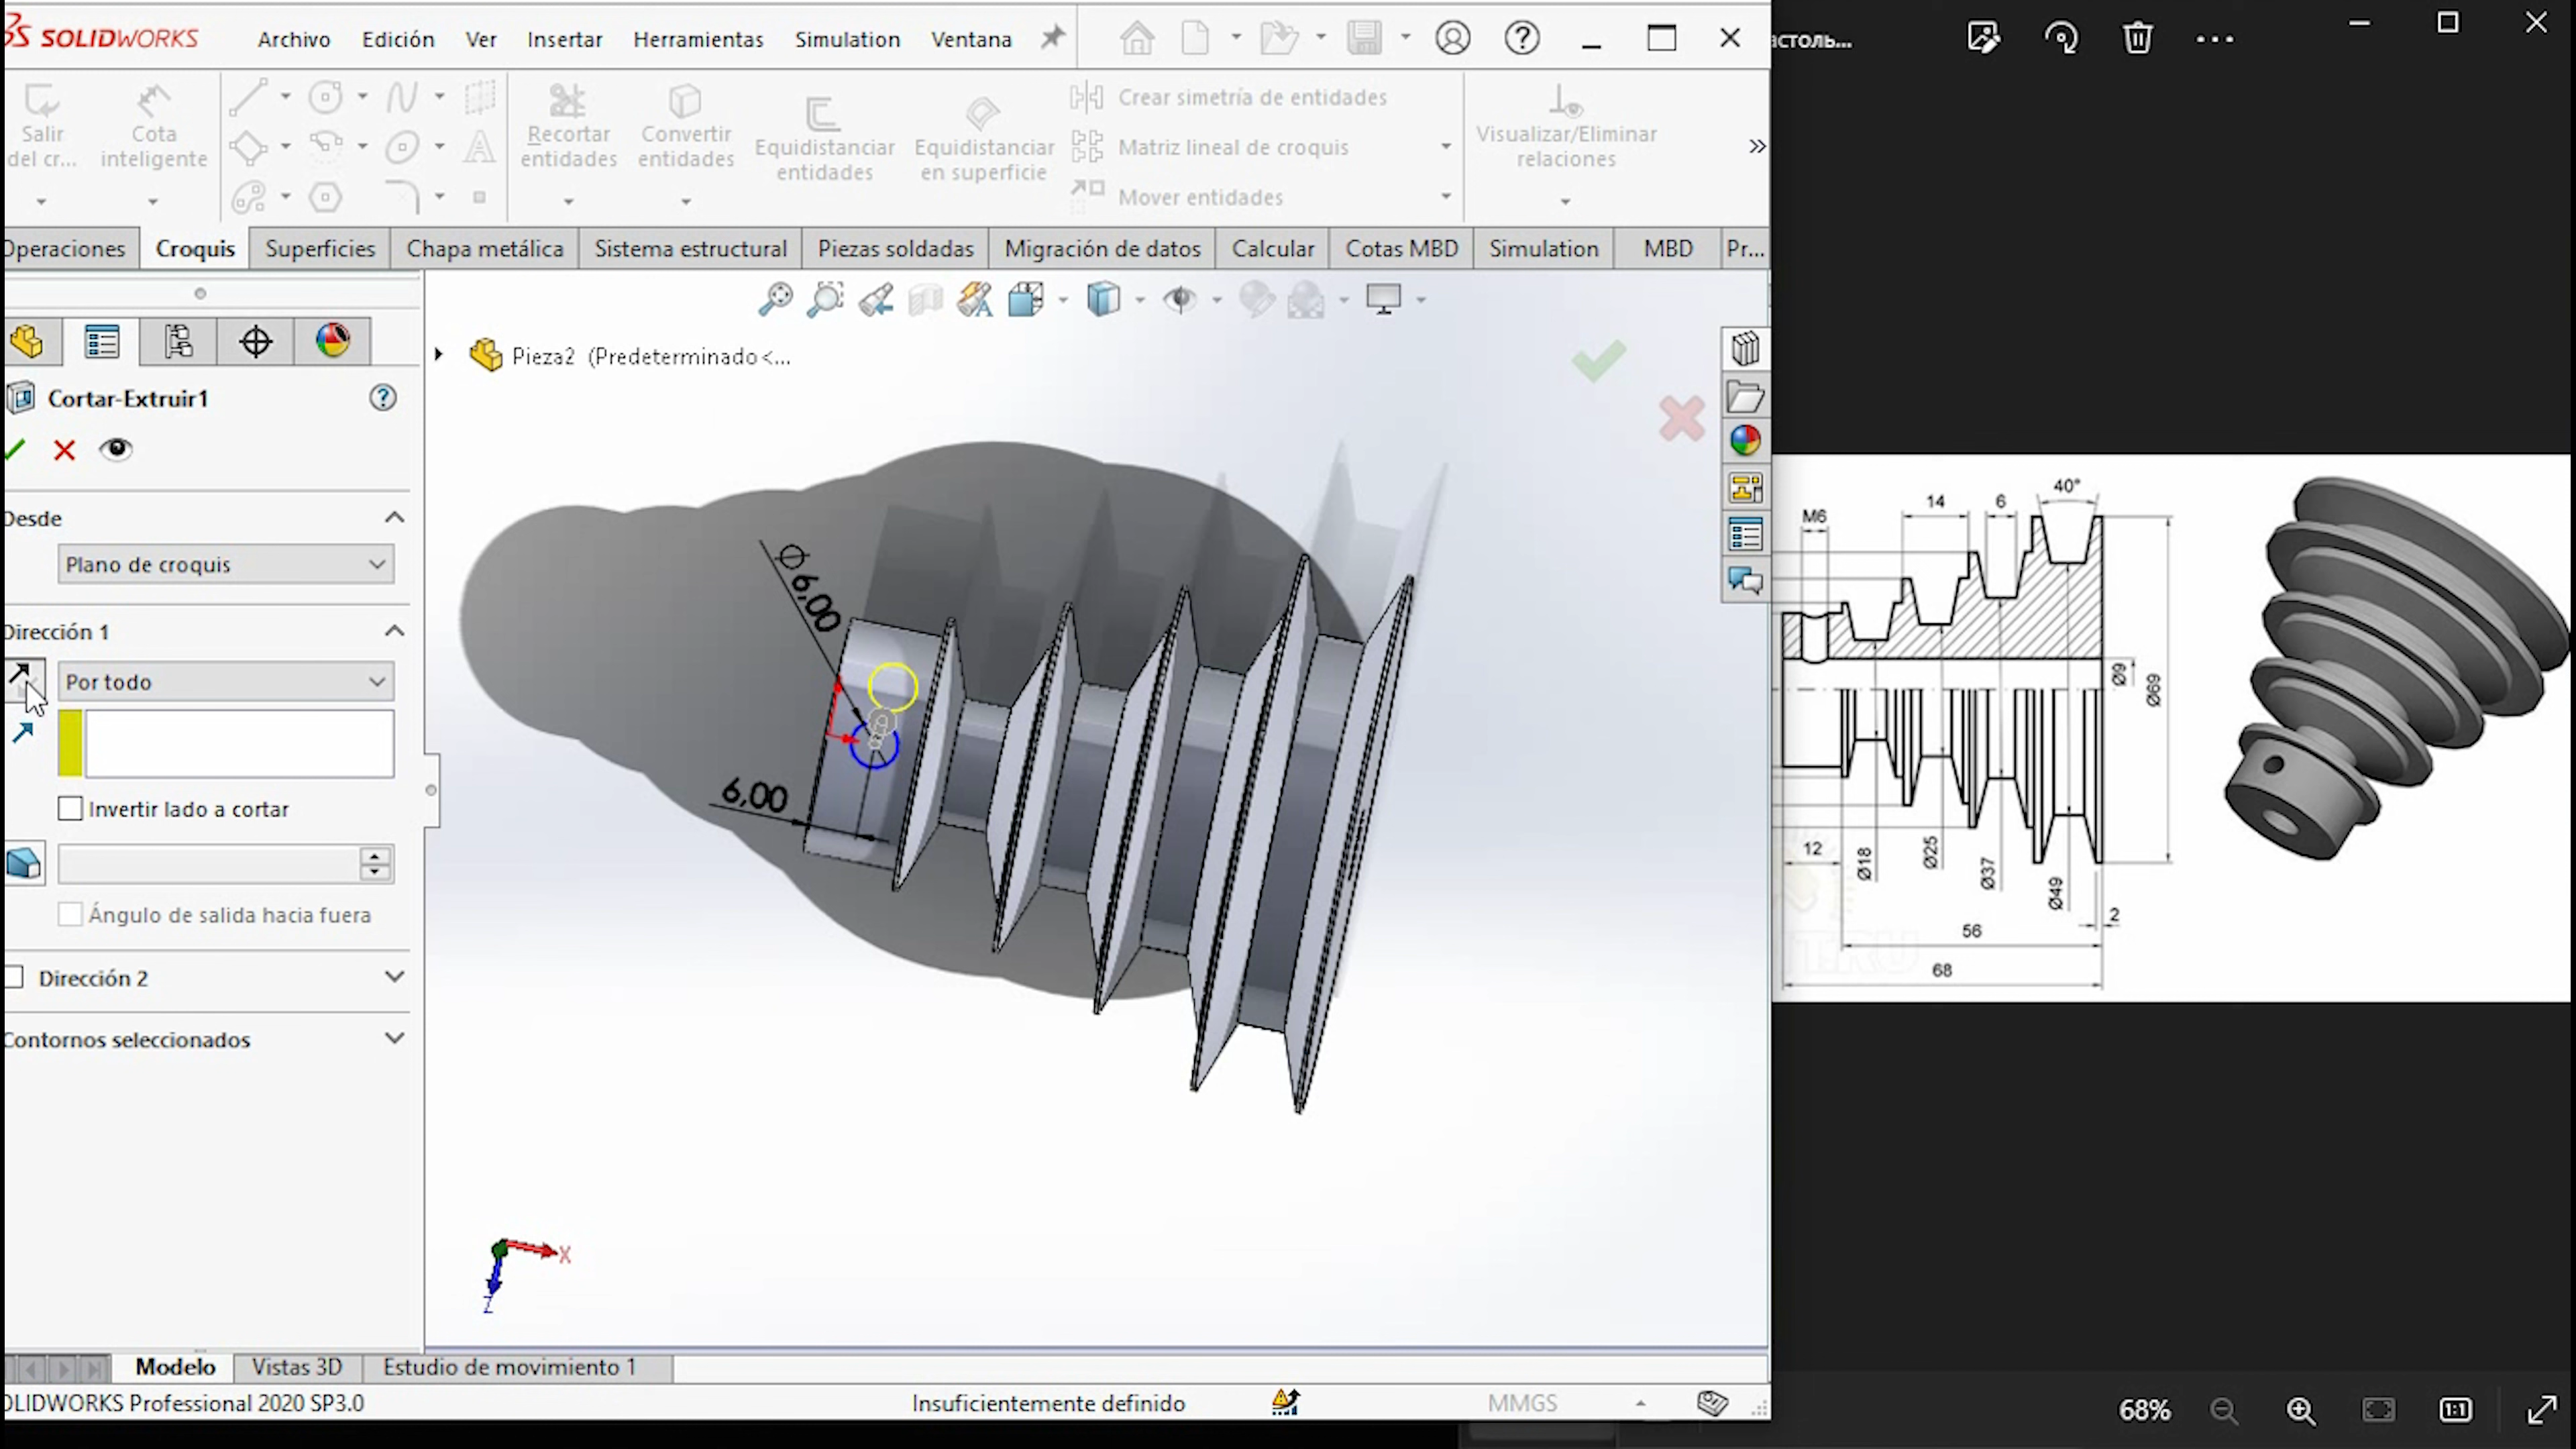 SOLIDWORKS
Archivo Edición Ver Insertar Herramientas Simulation Ventana
астоль...
Salir del cr...
Cota inteligente
Recortar entidades
Convertir entidades
Equidistanciar entidades
Equidistanciar en superficie
Crear simetría de entidades
Matriz lineal de croquis
Mover entidades
Visualizar/Eliminar relaciones
»
Operaciones Croquis Superficies Chapa metálica Sistema estructural Piezas soldadas Migración de datos Calcular Cotas MBD Simulation MBD Pr...
Pieza2 (Predeterminado<...
Cortar-Extruir1
Desde
Plano de croquis
Dirección 1
Por todo
Invertir lado a cortar
Ángulo de salida hacia fuera
Dirección 2
Contornos seleccionados
∅6,00
6,00
X
Z
M6
14
6
40°
Ø9
Ø69
12
Ø18
Ø25
Ø37
Ø49
2
56
68
Modelo Vistas 3D Estudio de movimiento 1
OLIDWORKS Professional 2020 SP3.0
Insuficientemente definido
MMGS
68%
1:1